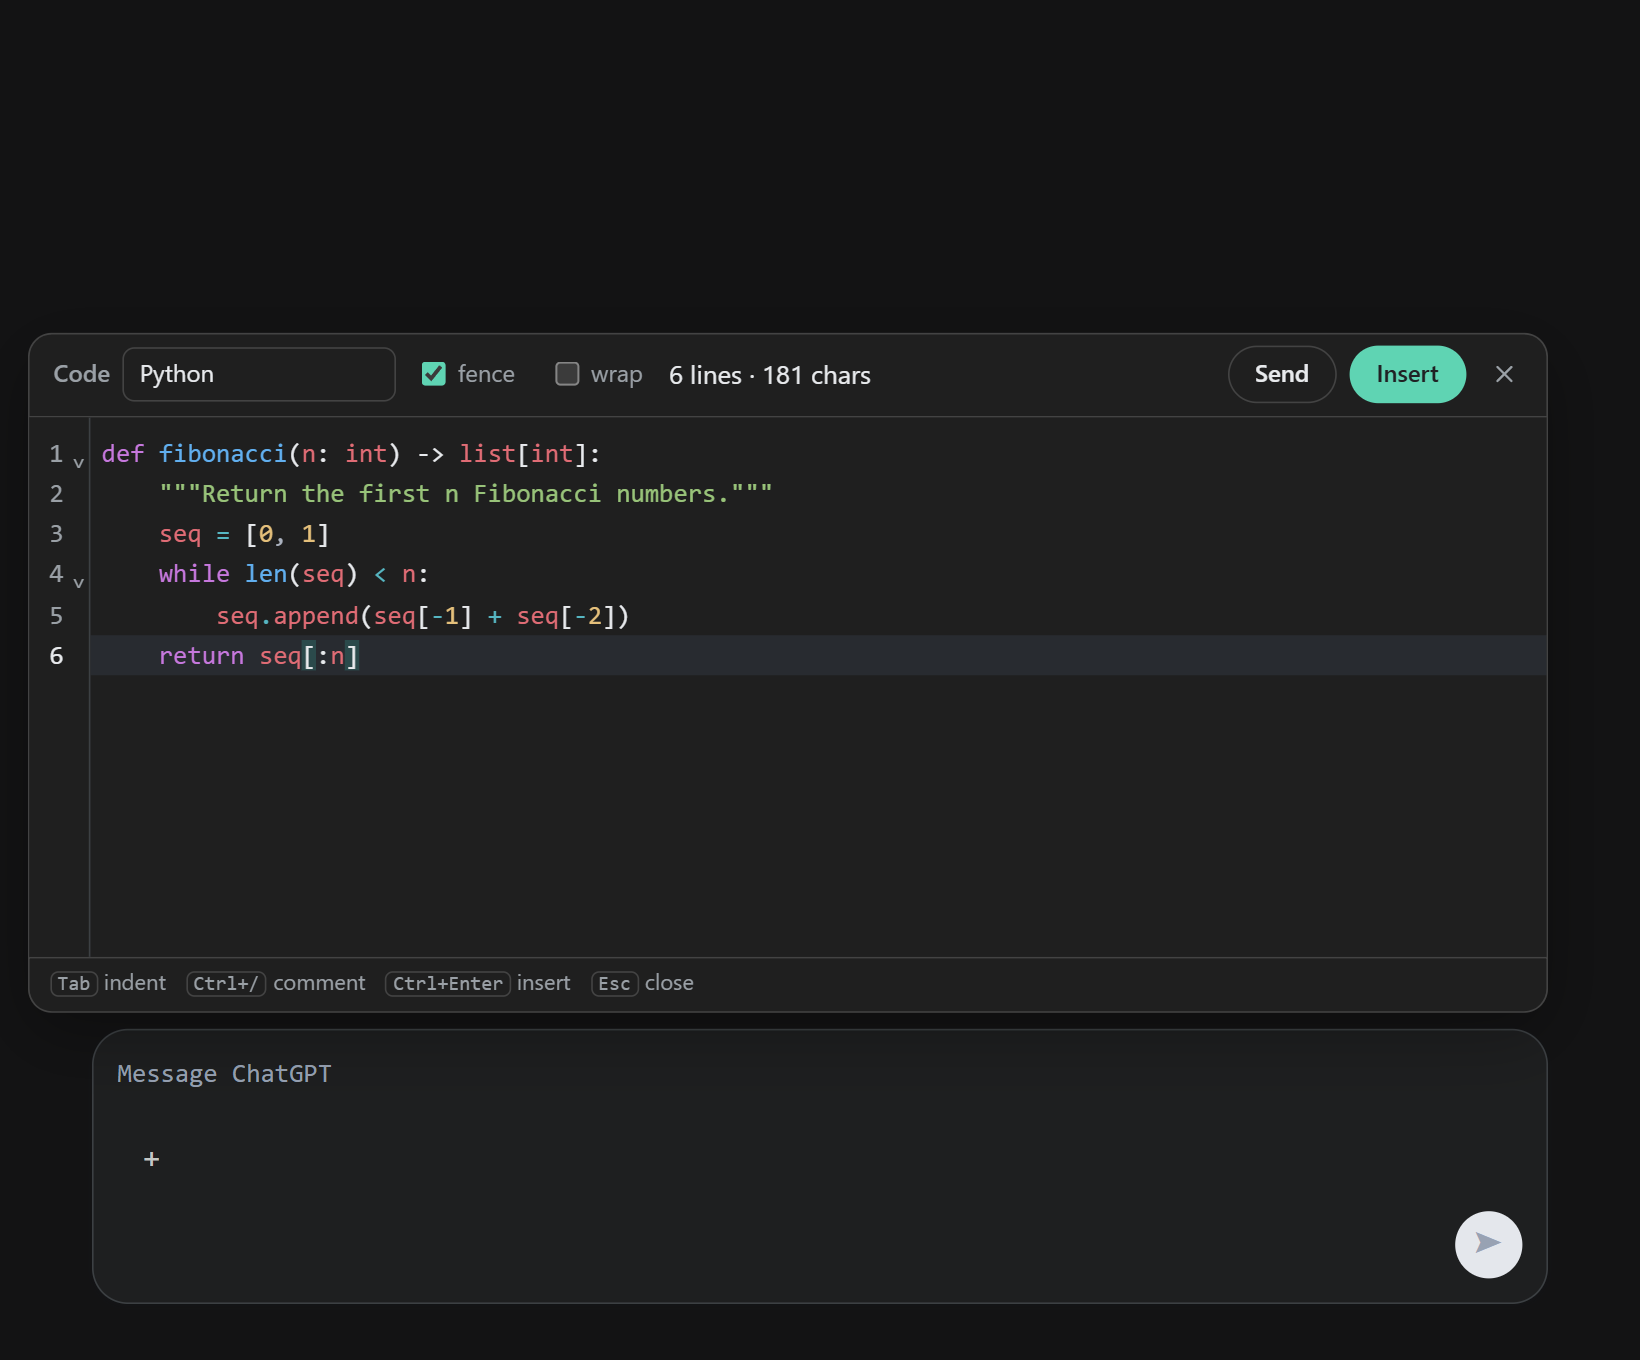 Code Python fence wrap 6 lines · 181 chars Send Insert ×
1 def fibonacci(n: int) -> list[int]:
2     """Return the first n Fibonacci numbers."""
3     seq = [0, 1]
4     while len(seq) < n:
5         seq.append(seq[-1] + seq[-2])
6     return seq[:n]
Tab indent Ctrl+/ comment Ctrl+Enter insert Esc close
Message ChatGPT
+